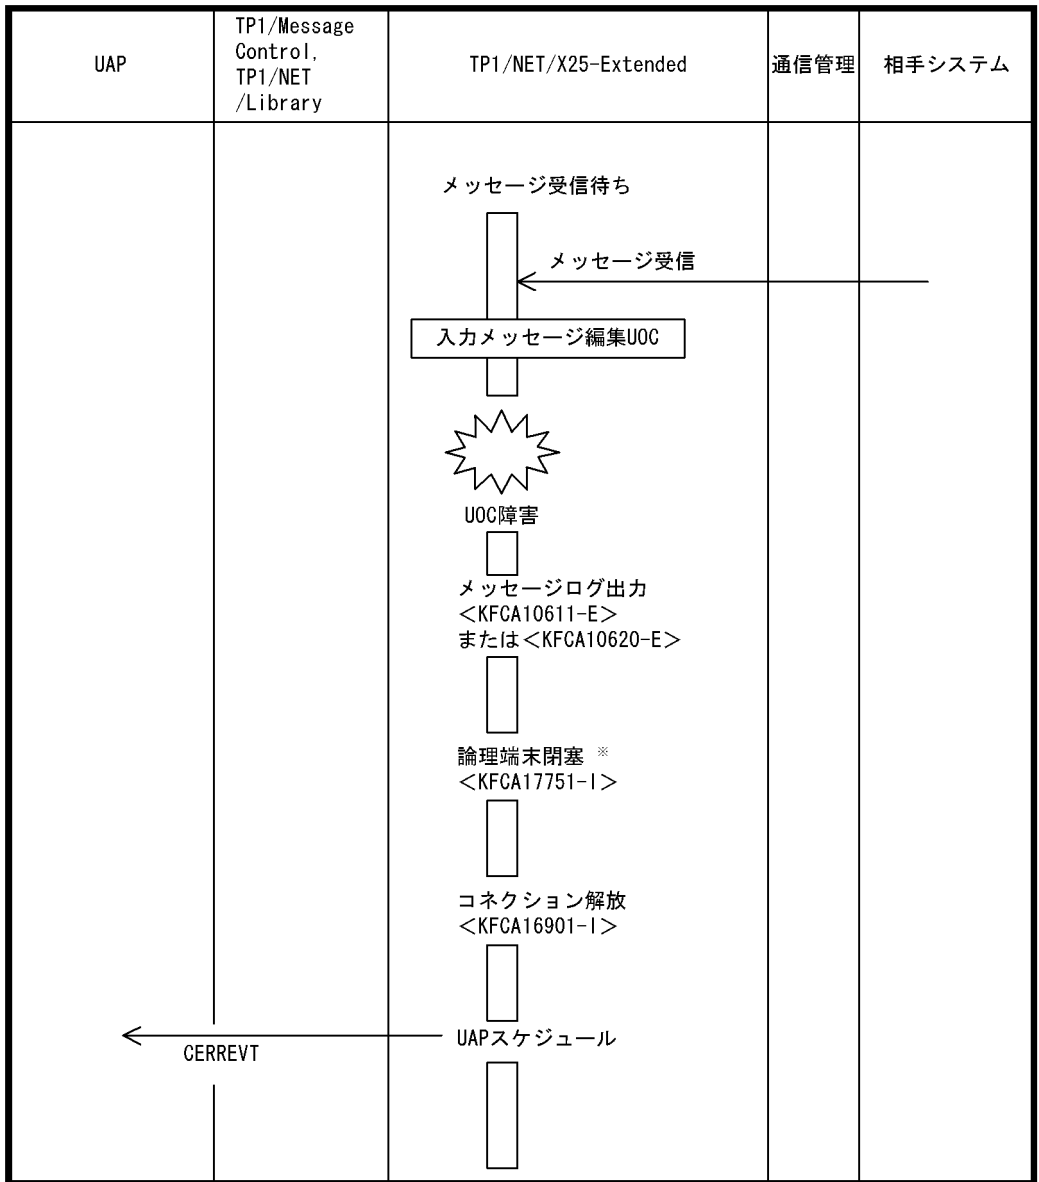 UAP
TP1/Message
Control,
TP1/NET
/Library
TP1/NET/X25-Extended
通信管理
相手システム
メッセージ受信待ち
メッセージ受信
入力メッセージ編集UOC
UOC障害
メッセージログ出力
<KFCA10611-E>
または<KFCA10620-E>
論理端末閉塞 ※
<KFCA17751-I>
コネクション解放
<KFCA16901-I>
UAPスケジュール
CERREVT